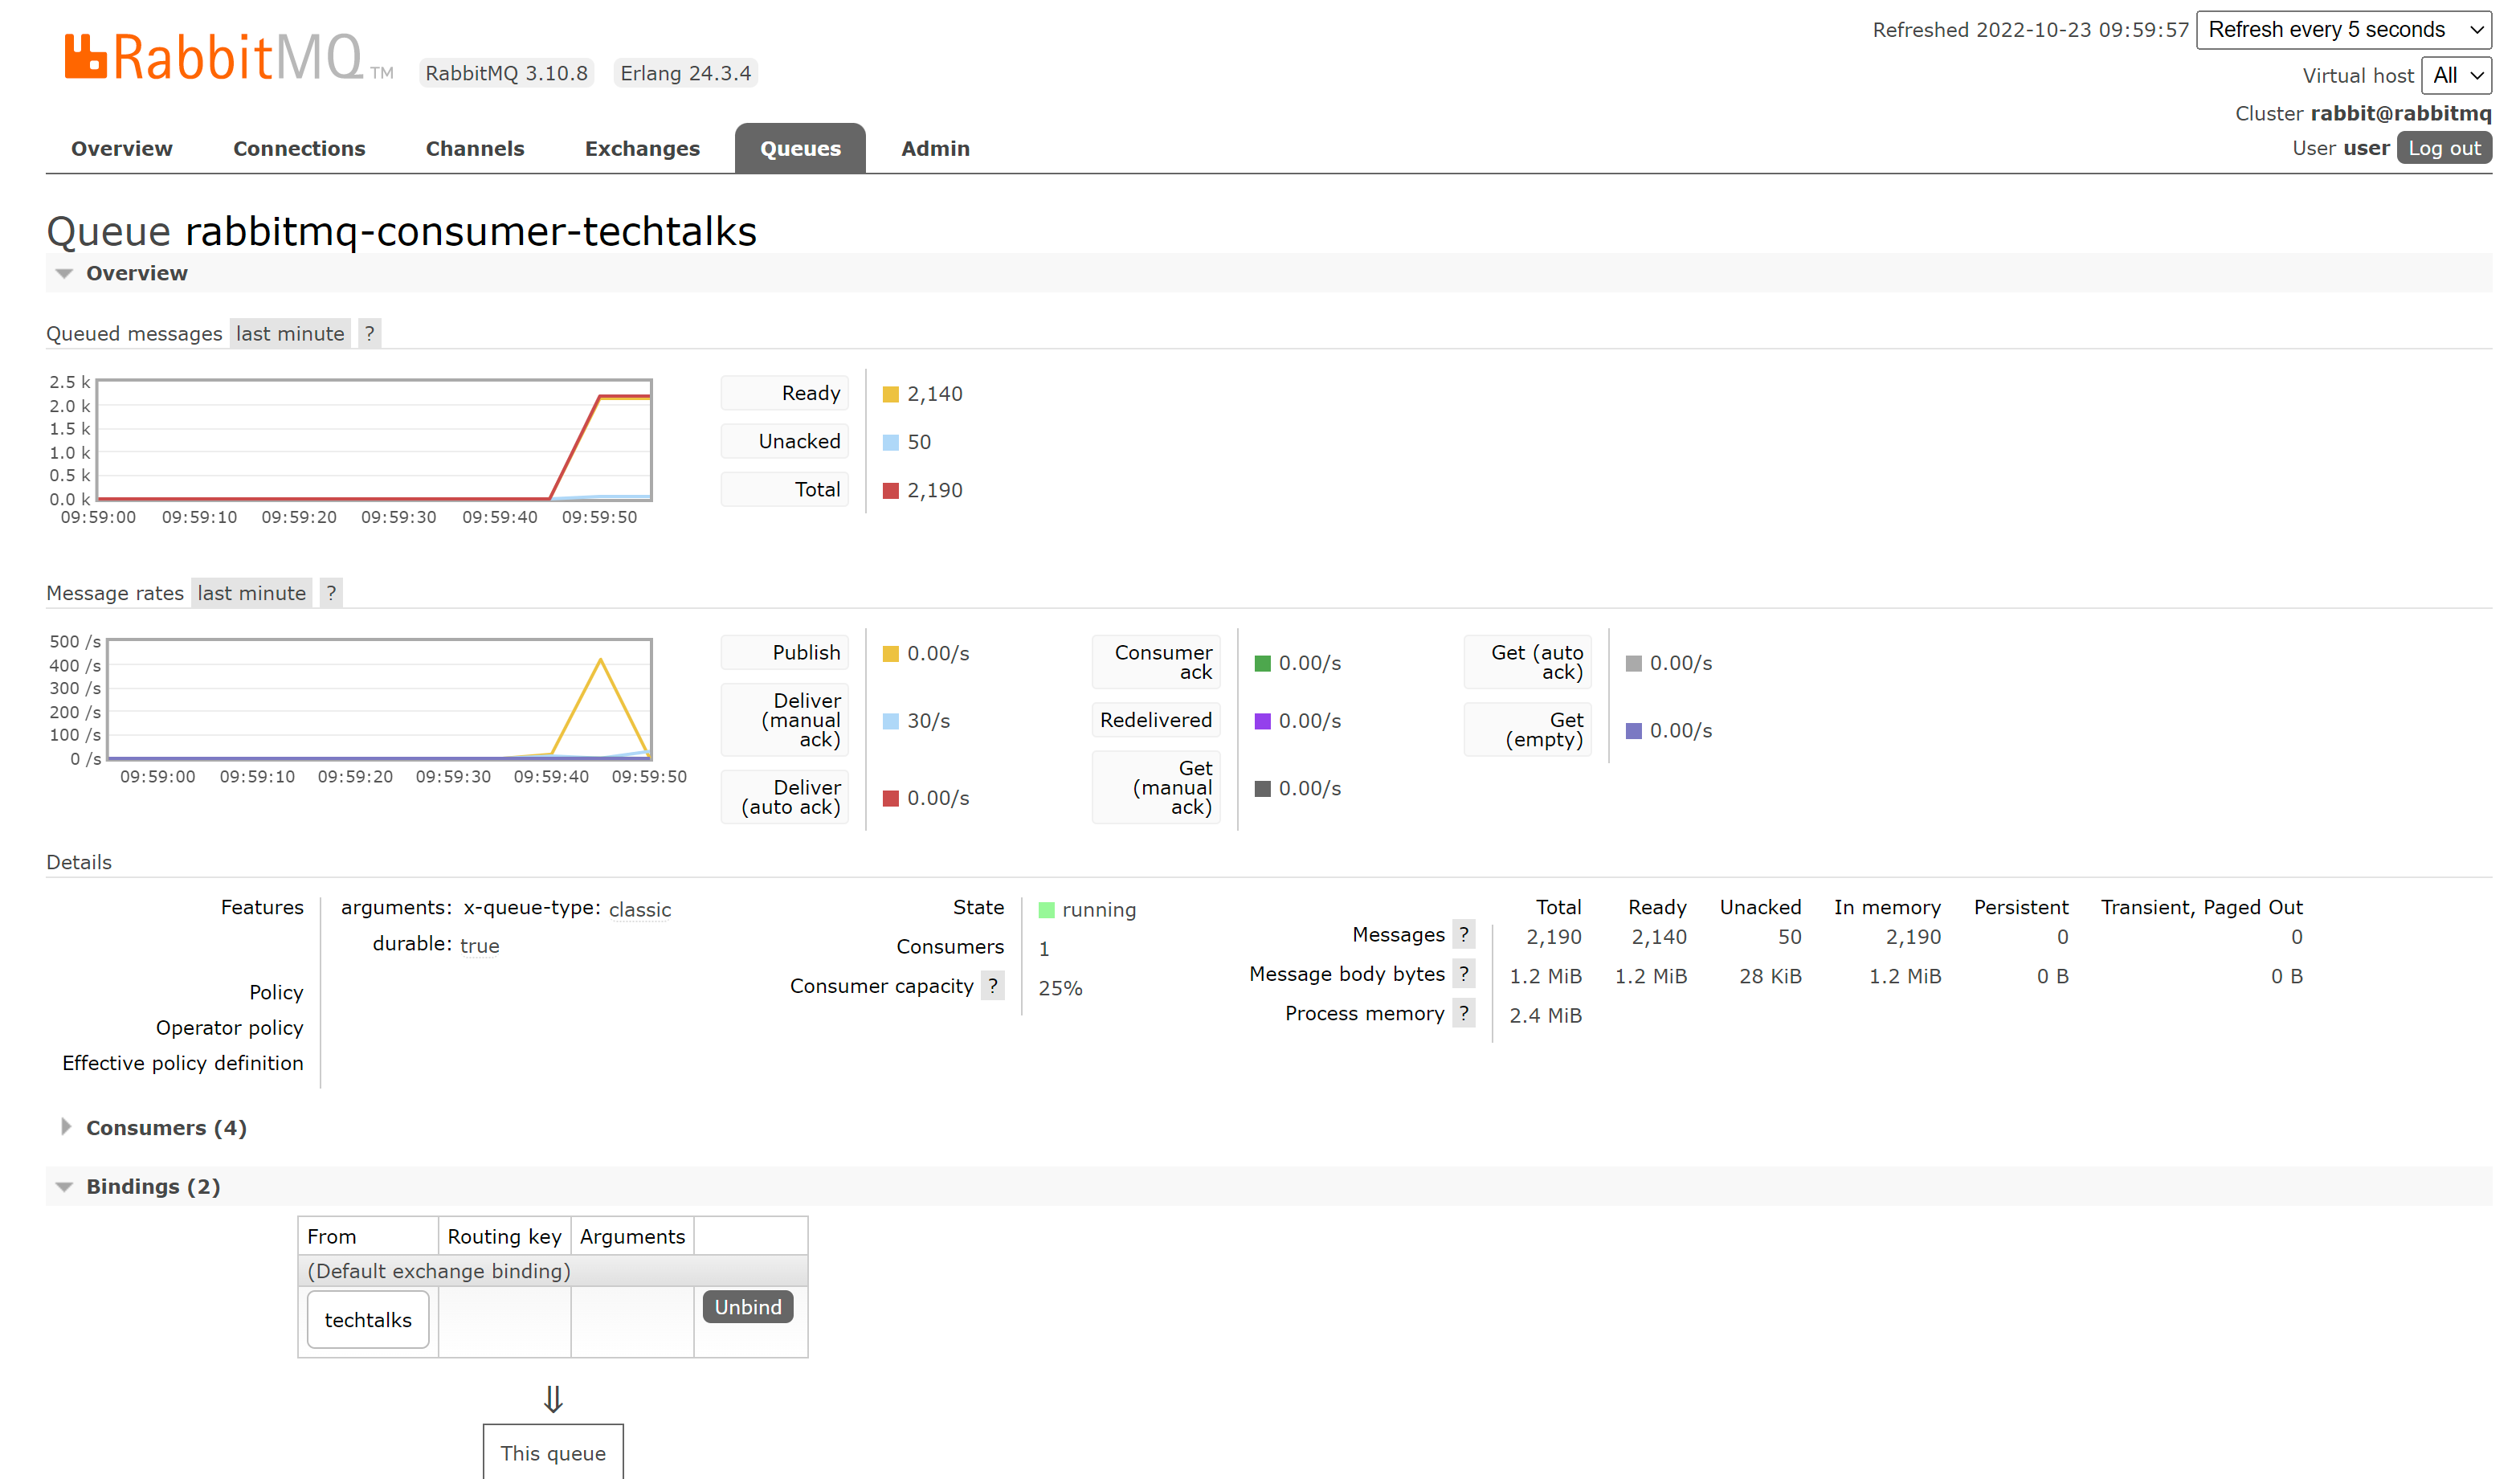 RabbitMQ TM RabbitMQ 3.10.8 Erlang 24.3.4
Refreshed 2022-10-23 09:59:57 Refresh every 5 seconds
Virtual host All
Cluster rabbit@rabbitmq
User user Log out
Overview Connections Channels Exchanges Queues Admin
Queue rabbitmq-consumer-techtalks
Overview
Queued messages last minute ?
2.5 k
2.0 k
1.5 k
1.0 k
0.5 k
0.0 k
09:59:00 09:59:10 09:59:20 09:59:30 09:59:40 09:59:50
Ready 2,140
Unacked 50
Total 2,190
Message rates last minute ?
500 /s
400 /s
300 /s
200 /s
100 /s
0 /s
09:59:00 09:59:10 09:59:20 09:59:30 09:59:40 09:59:50
Publish 0.00/s
Deliver
(manual 30/s
ack)
Deliver
(auto ack) 0.00/s
Consumer
ack 0.00/s
Redelivered 0.00/s
Get
(manual 0.00/s
ack)
Get (auto
ack) 0.00/s
Get
(empty) 0.00/s
Details
Features arguments: x-queue-type: classic
durable: true
Policy
Operator policy
Effective policy definition
State running
Consumers 1
Consumer capacity ? 25%
Total Ready Unacked In memory Persistent Transient, Paged Out
Messages ? 2,190 2,140 50 2,190 0 0
Message body bytes ? 1.2 MiB 1.2 MiB 28 KiB 1.2 MiB 0 B 0 B
Process memory ? 2.4 MiB
Consumers (4)
Bindings (2)
From Routing key Arguments
(Default exchange binding)
techtalks Unbind
⇓
This queue